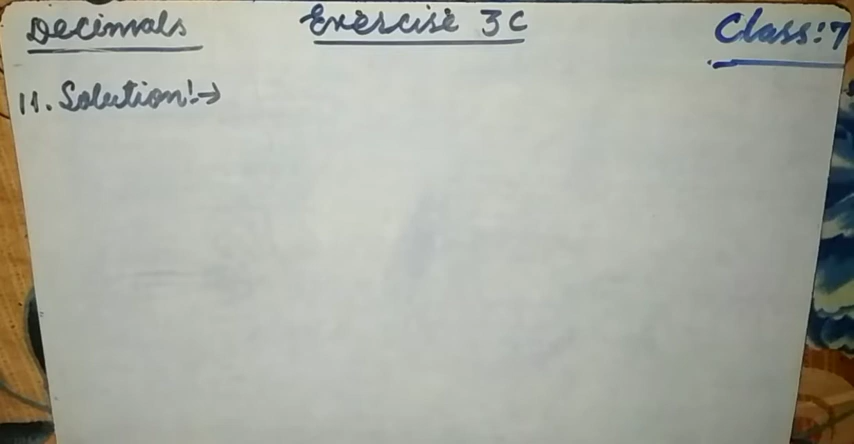 Decimals Exercise 3C Class:7
11. Solution:→